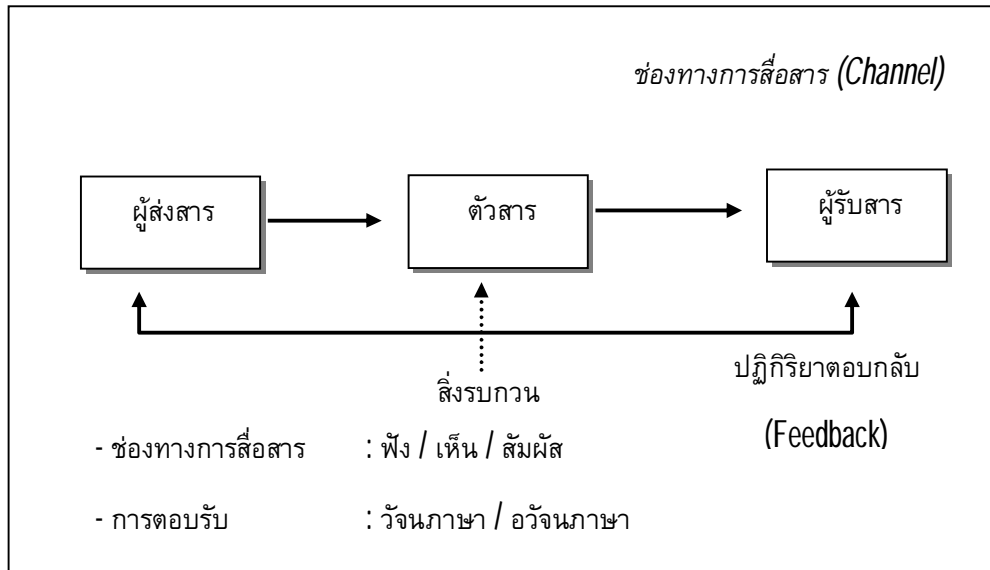 ช่องทางการสื่อสาร (Channel)
ผู้ส่งสาร ตัวสาร ผู้รับสาร
ปฏิกิริยาตอบกลับ
สิ่งรบกวน
(Feedback)
- ช่องทางการสื่อสาร : ฟัง / เห็น / สัมผัส
- การตอบรับ : วัจนภาษา / อวัจนภาษา